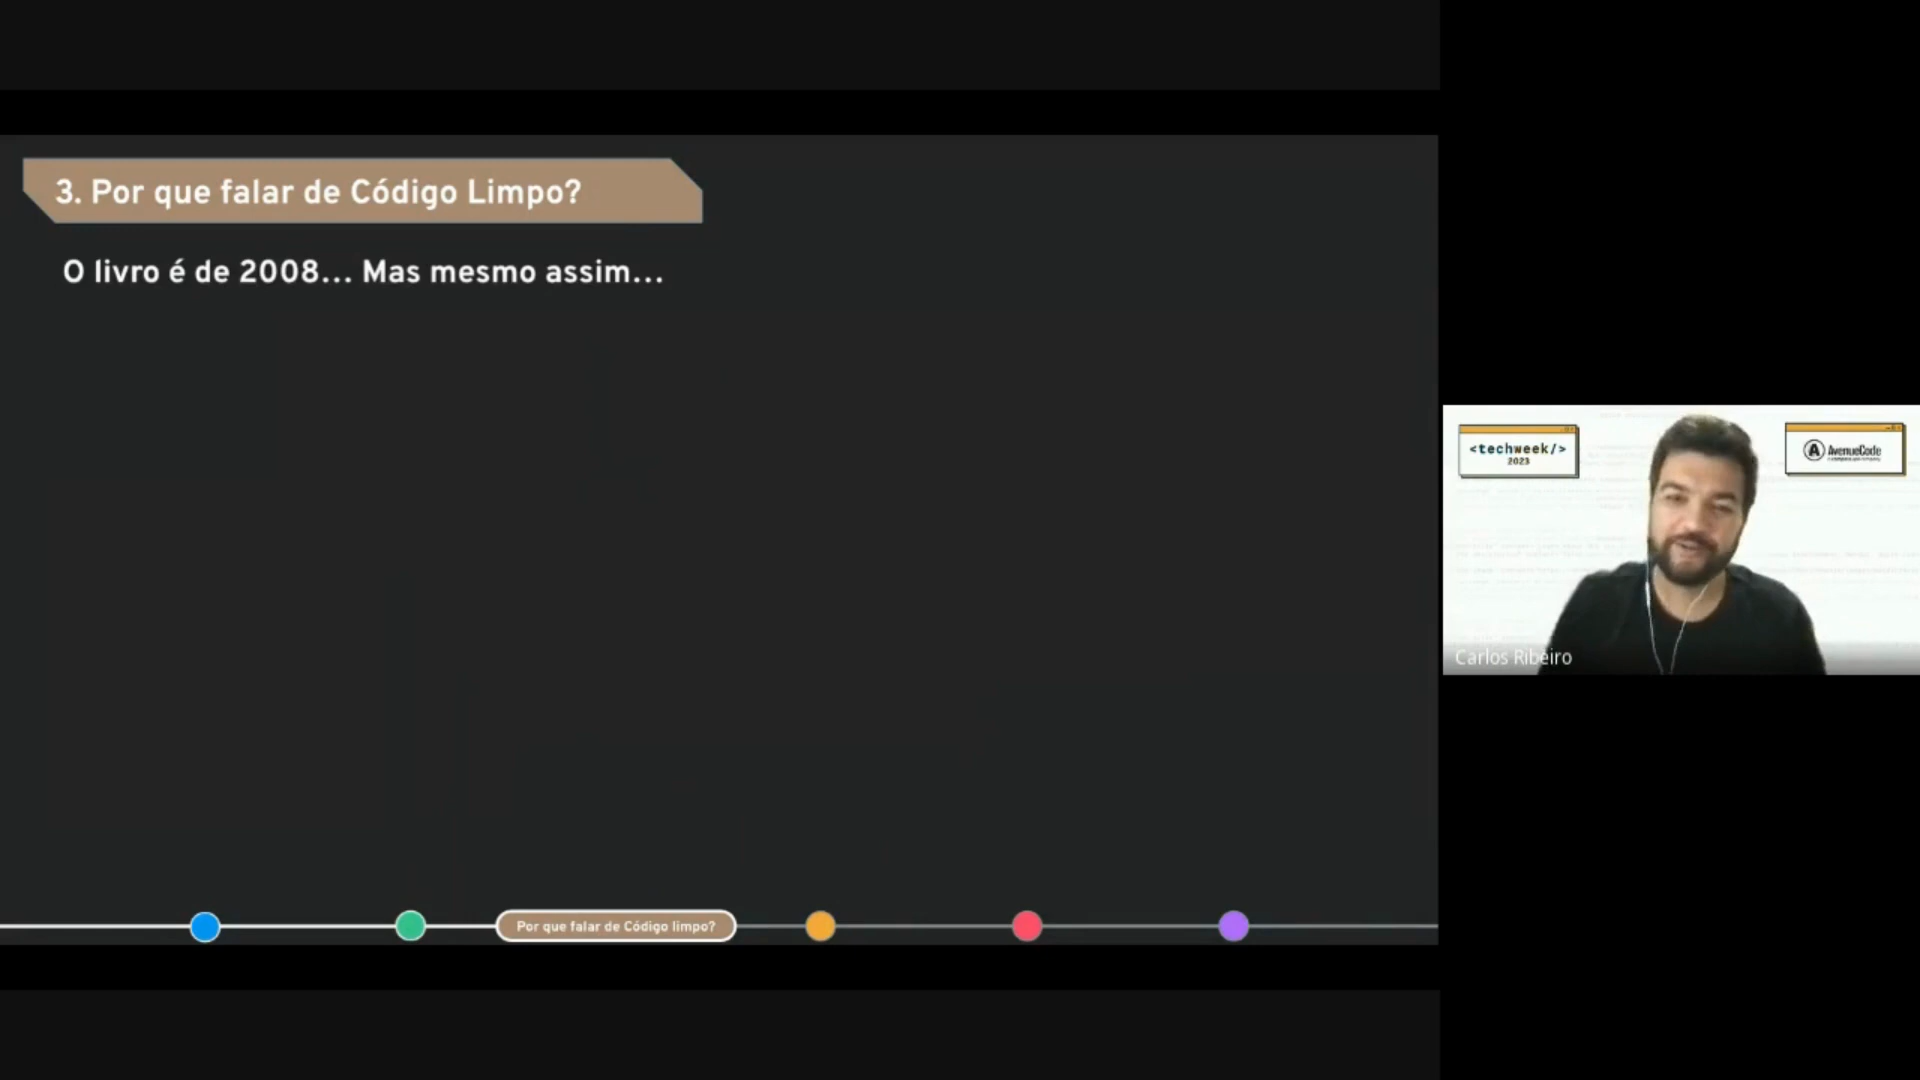 3. Por que falar de Código Limpo?
O livro é de 2008... Mas mesmo assim...
Por que falar de Código limpo?
<techweek/>
2023
AvenueCode
Carlos Ribeiro